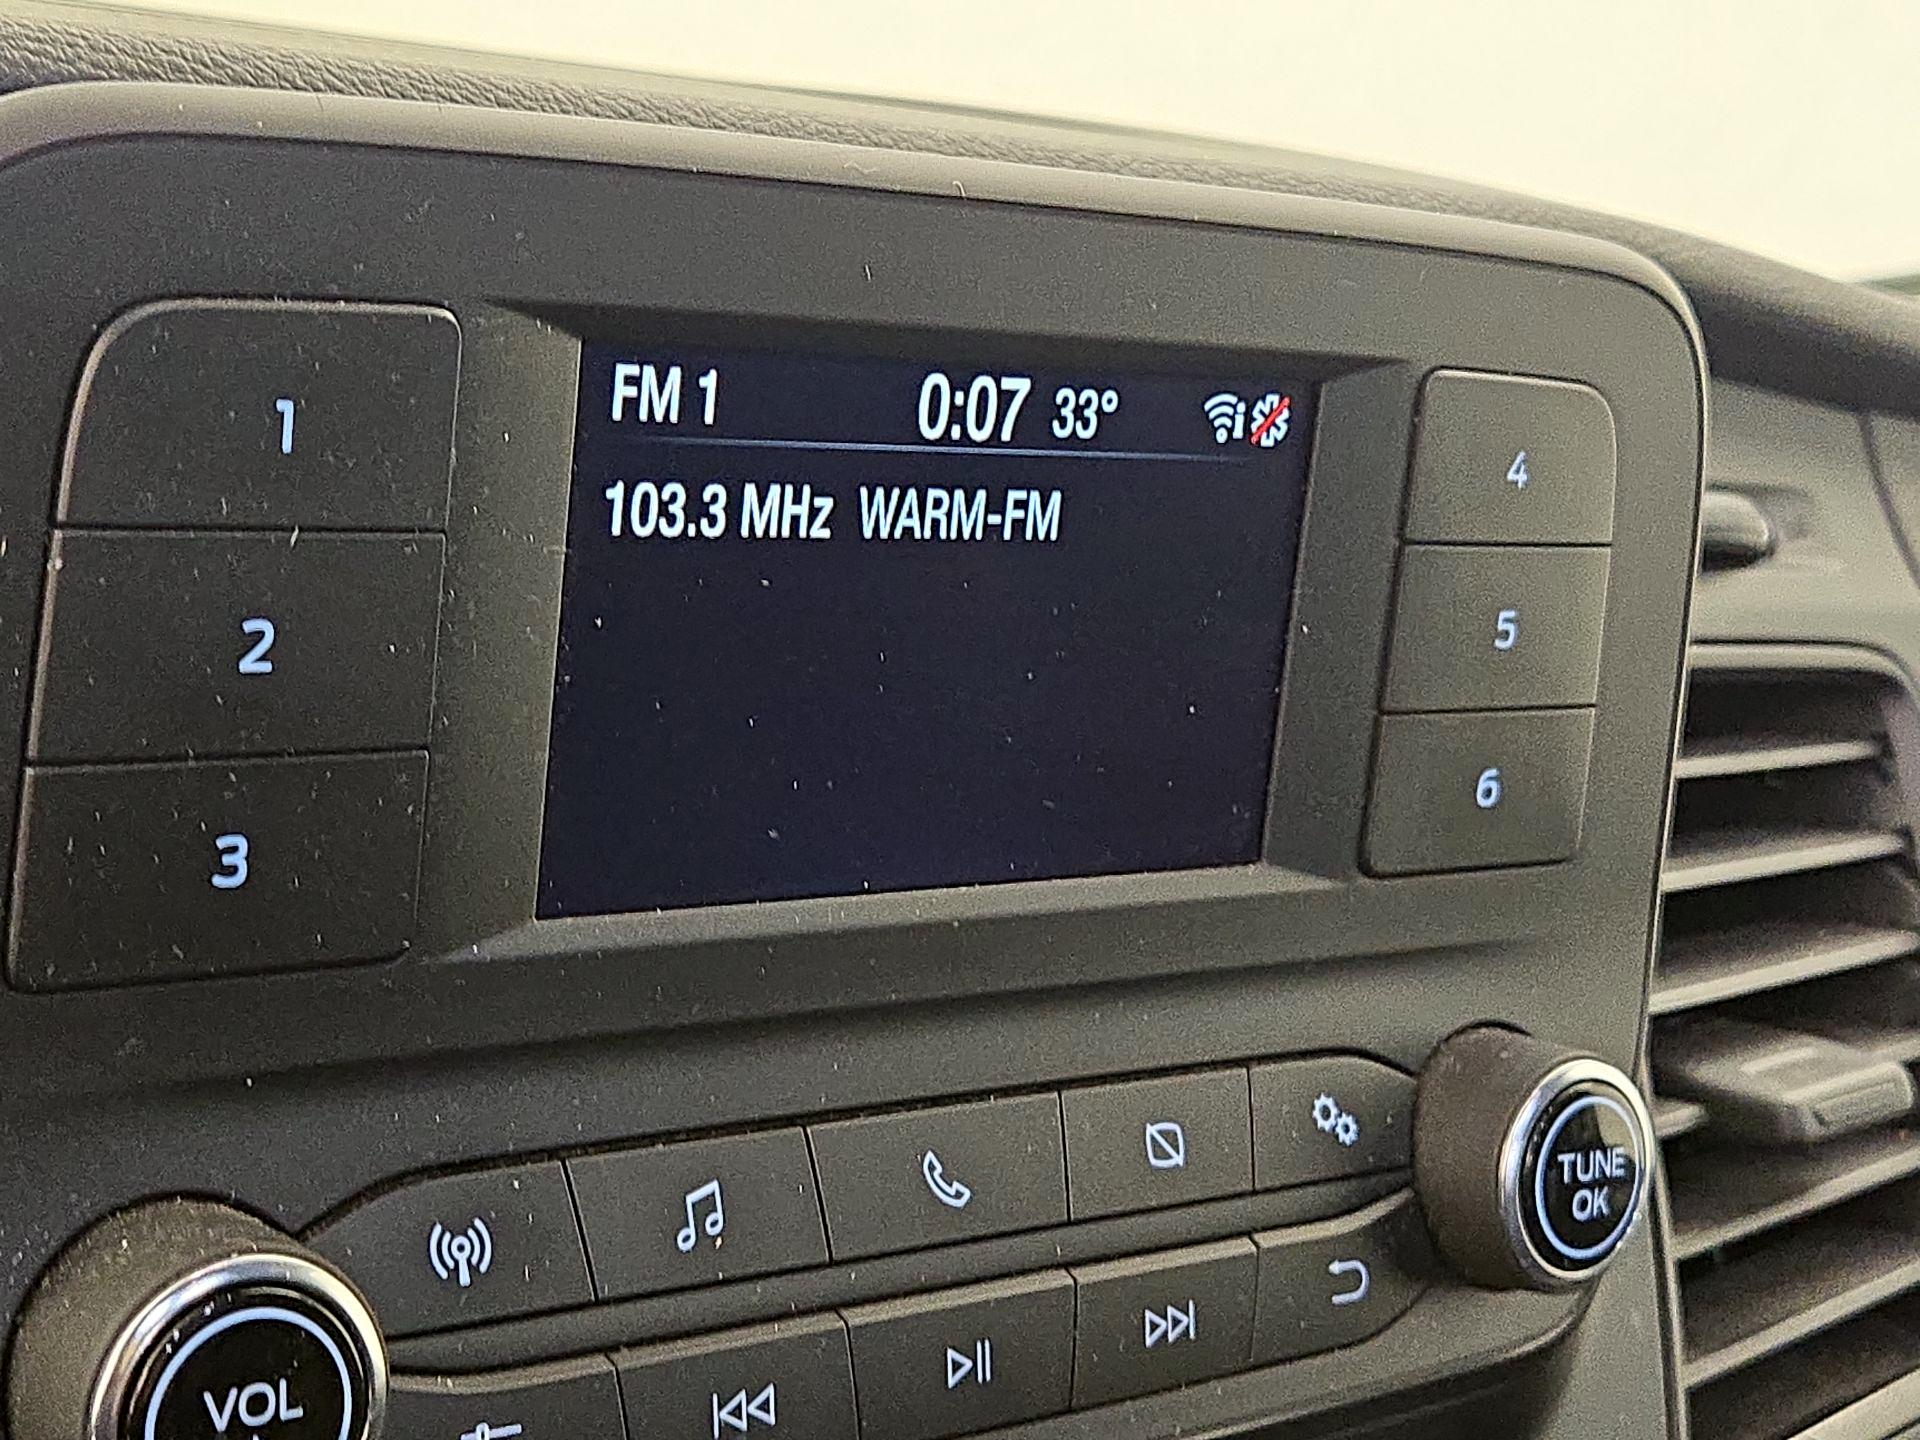 FM 1 0:07 33°
103.3 MHz WARM-FM
1
2
3
4
5
6
TUNE
OK
VOL